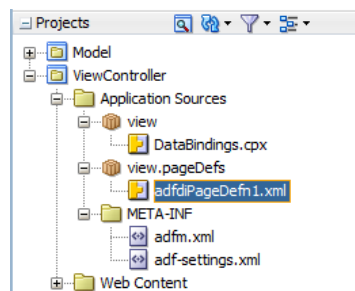 Projects
Model
ViewController
Application Sources
view
DataBindings.cpx
view.pageDefs
adfdiPageDefn1.xml
META-INF
adfm.xml
adf-settings.xml
Web Content